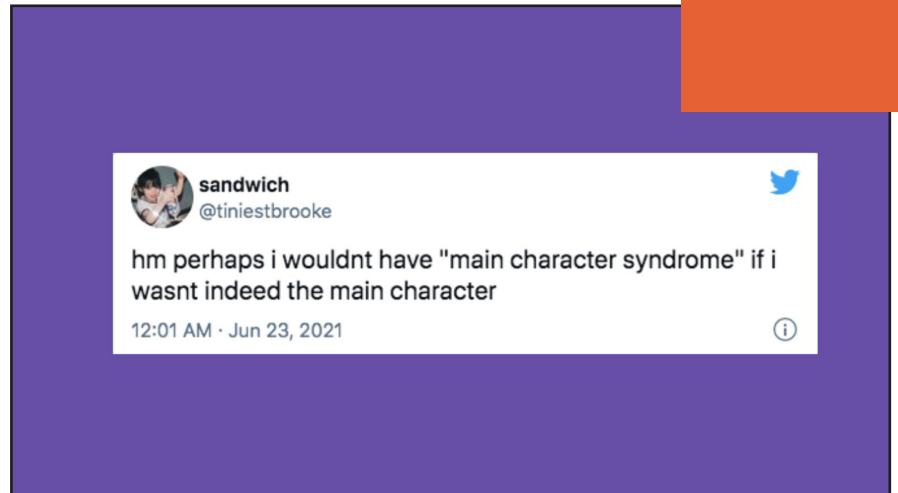 sandwich
@tiniestbrooke
hm perhaps i wouldnt have "main character syndrome" if i
wasnt indeed the main character
12:01 AM · Jun 23, 2021